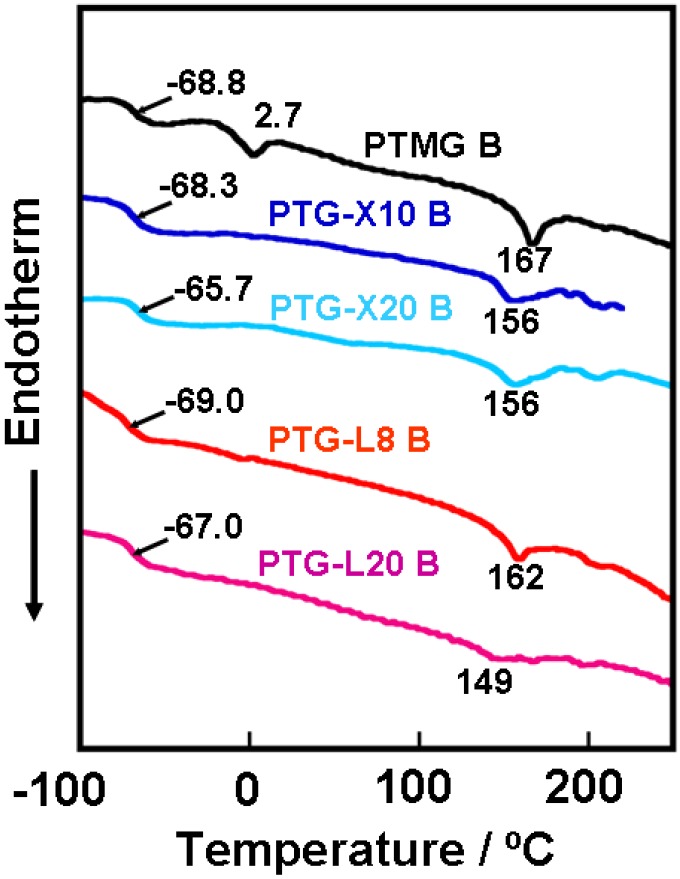 -68.8
2.7
PTMG B
-68.3
PTG-X10 B
167
-65.7
PTG-X20 B
156
156
-69.0
PTG-L8 B
-67.0
PTG-L20 B
162
149
Endotherm
-100 0 100 200
Temperature / ºC